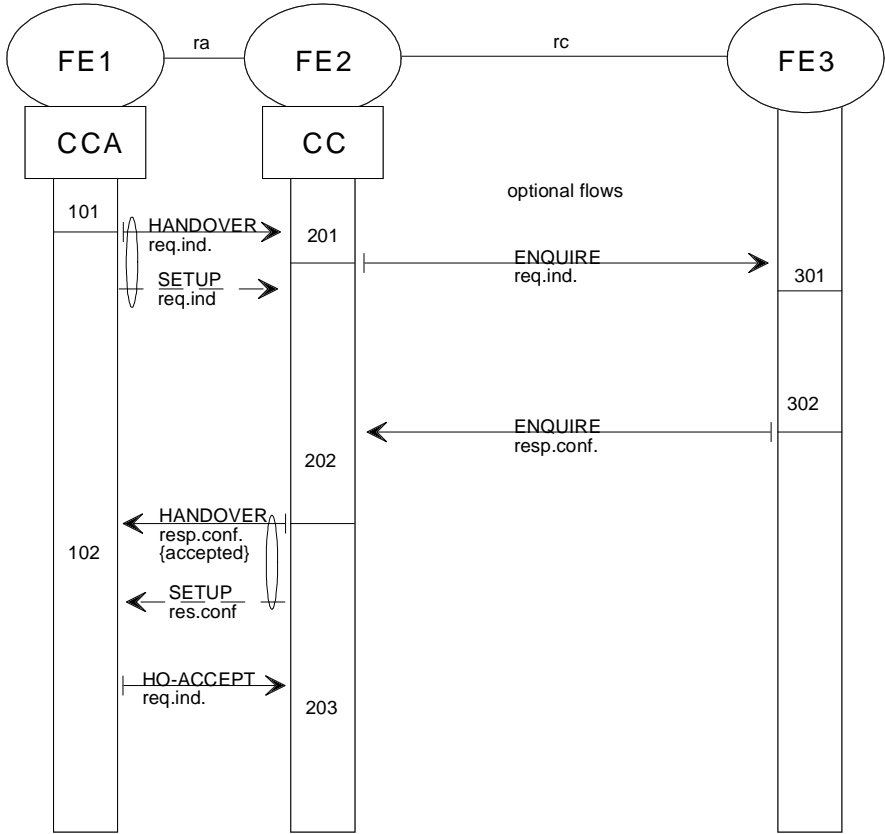 FE1
ra
FE2
rc
FE3
CCA
CC
optional flows
101
HANDOVER
req.ind.
201
ENQUIRE
req.ind.
SETUP
req.ind
301
302
ENQUIRE
resp.conf.
202
HANDOVER
resp.conf.
{accepted}
102
SETUP
res.conf
HO-ACCEPT
req.ind.
203